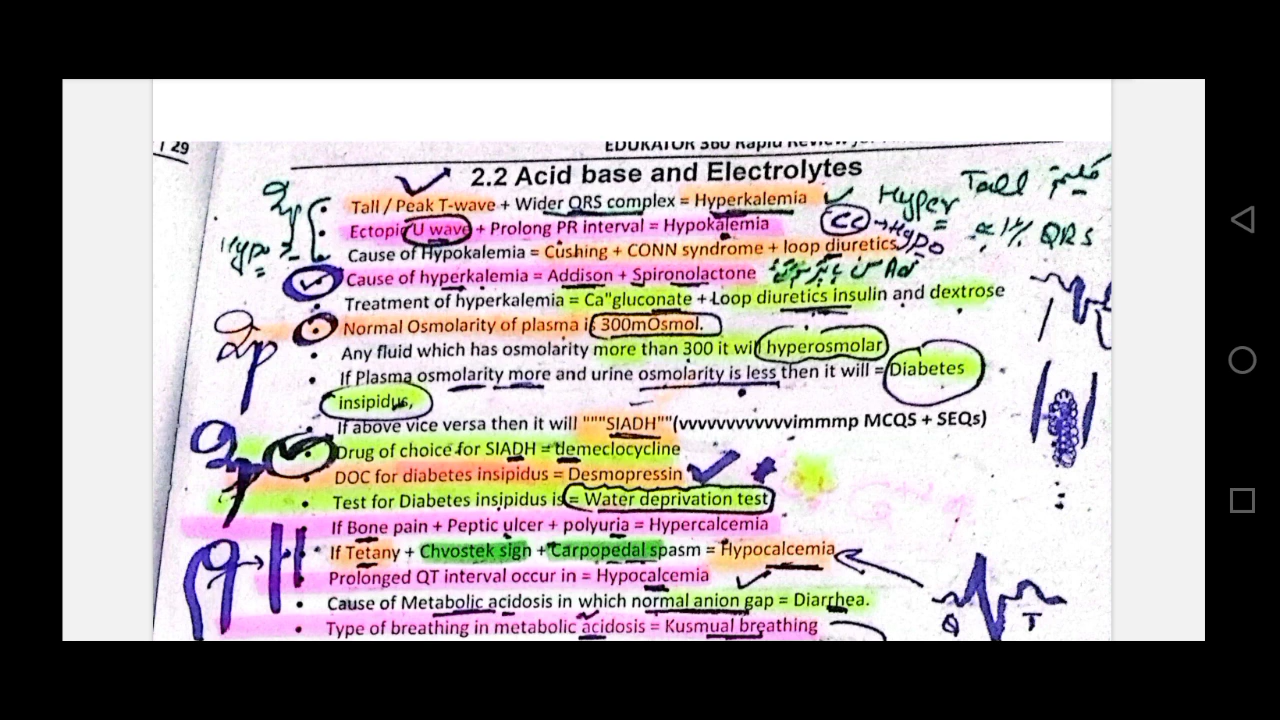 / 29
EDUKATOR 360 Rapid Review
2.2 Acid base and Electrolytes
Tall / Peak T-wave + Wider QRS complex = Hyperkalemia
Hyper Tall
Ectopic U wave + Prolong PR interval = Hypokalemia
CC → Hypo
QRS
Hypo
Cause of Hypokalemia = Cushing + CONN syndrome + loop diuretics
Cause of hyperkalemia = Addison + Spironolactone
Treatment of hyperkalemia = Ca"gluconate + Loop diuretics insulin and dextrose
Normal Osmolarity of plasma is 300mOsmol.
Any fluid which has osmolarity more than 300 it will hyperosmolar
If Plasma osmolarity more and urine osmolarity is less then it will = Diabetes
insipidus,
If above vice versa then it will """SIADH""(vvvvvvvvvvvimmmp MCQS + SEQs)
Drug of choice for SIADH = demeclocycline
DOC for diabetes insipidus = Desmopressin
Test for Diabetes insipidus is = Water deprivation test
If Bone pain + Peptic ulcer + polyuria = Hypercalcemia
If Tetany + Chvostek sign + Carpopedal spasm = Hypocalcemia
Prolonged QT interval occur in = Hypocalcemia
Cause of Metabolic acidosis in which normal anion gap = Diarrhea.
Q T
Type of breathing in metabolic acidosis = Kusmual breathing